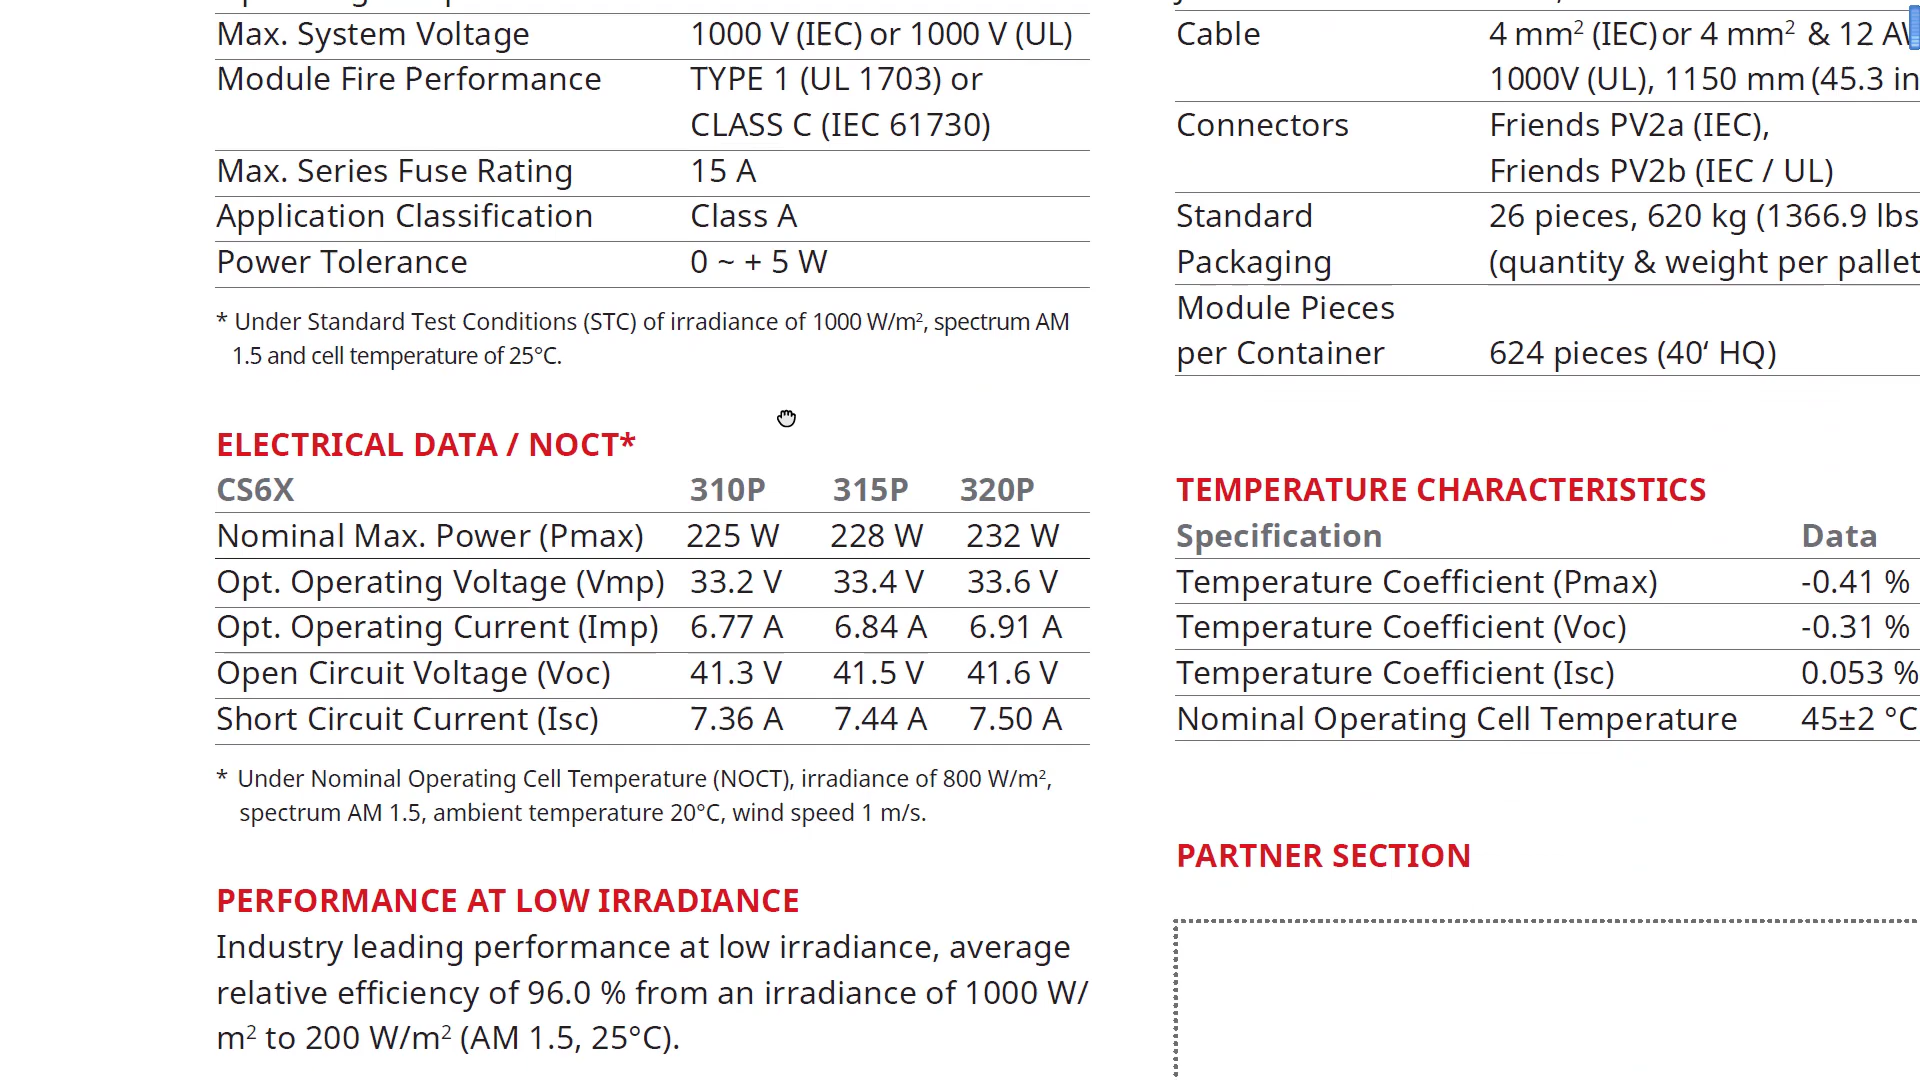 Max. System Voltage 1000 V (IEC) or 1000 V (UL)
Module Fire Performance TYPE 1 (UL 1703) or
CLASS C (IEC 61730)
Max. Series Fuse Rating 15 A
Application Classification Class A
Power Tolerance 0 ~ + 5 W
* Under Standard Test Conditions (STC) of irradiance of 1000 W/m², spectrum AM
1.5 and cell temperature of 25°C.
ELECTRICAL DATA / NOCT*
CS6X 310P 315P 320P
Nominal Max. Power (Pmax) 225 W 228 W 232 W
Opt. Operating Voltage (Vmp) 33.2 V 33.4 V 33.6 V
Opt. Operating Current (Imp) 6.77 A 6.84 A 6.91 A
Open Circuit Voltage (Voc) 41.3 V 41.5 V 41.6 V
Short Circuit Current (Isc) 7.36 A 7.44 A 7.50 A
* Under Nominal Operating Cell Temperature (NOCT), irradiance of 800 W/m²,
spectrum AM 1.5, ambient temperature 20°C, wind speed 1 m/s.
PERFORMANCE AT LOW IRRADIANCE
Industry leading performance at low irradiance, average
relative efficiency of 96.0 % from an irradiance of 1000 W/
m² to 200 W/m² (AM 1.5, 25°C).
Cable 4 mm² (IEC) or 4 mm² & 12
1000V (UL), 1150 mm (45.3 in
Connectors Friends PV2a (IEC),
Friends PV2b (IEC / UL)
Standard 26 pieces, 620 kg (1366.9 lbs
Packaging (quantity & weight per pallet
Module Pieces
per Container 624 pieces (40‘ HQ)
TEMPERATURE CHARACTERISTICS
Specification Data
Temperature Coefficient (Pmax) -0.41 %
Temperature Coefficient (Voc) -0.31 %
Temperature Coefficient (Isc) 0.053 %
Nominal Operating Cell Temperature 45±2 °C
PARTNER SECTION